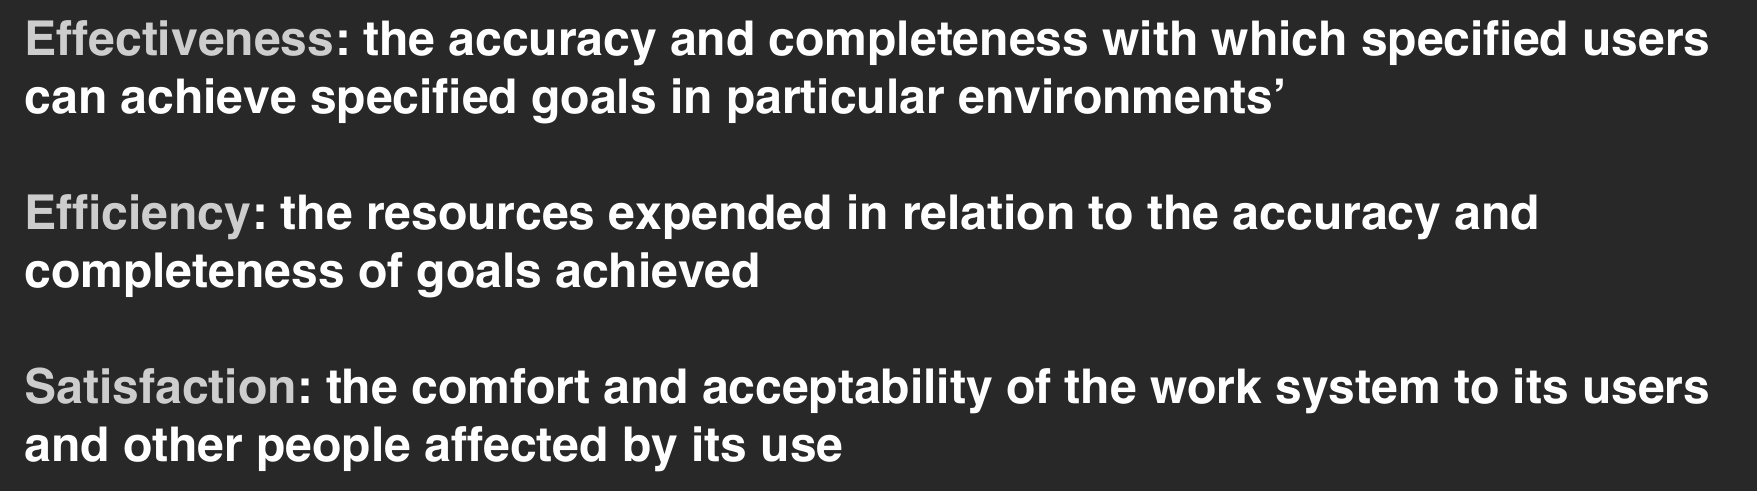 Effectiveness: the accuracy and completeness with which specified users
can achieve specified goals in particular environments’
Efficiency: the resources expended in relation to the accuracy and
completeness of goals achieved
Satisfaction: the comfort and acceptability of the work system to its users
and other people affected by its use